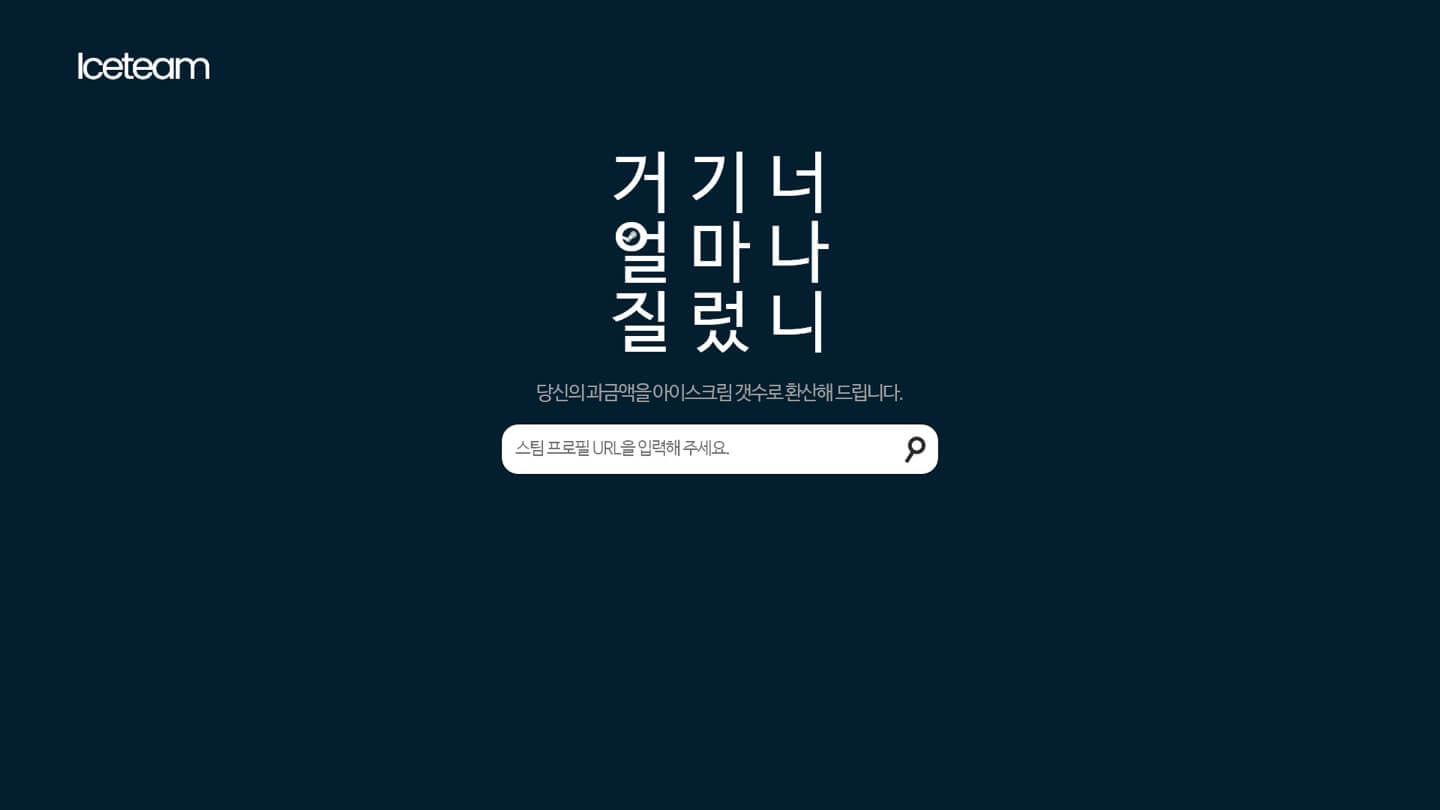 Iceteam
거기너
얼마나
질렀니
당신의 과금액을 아이스크림 갯수로 환산해 드립니다.
스팀 프로필 URL을 입력해 주세요.